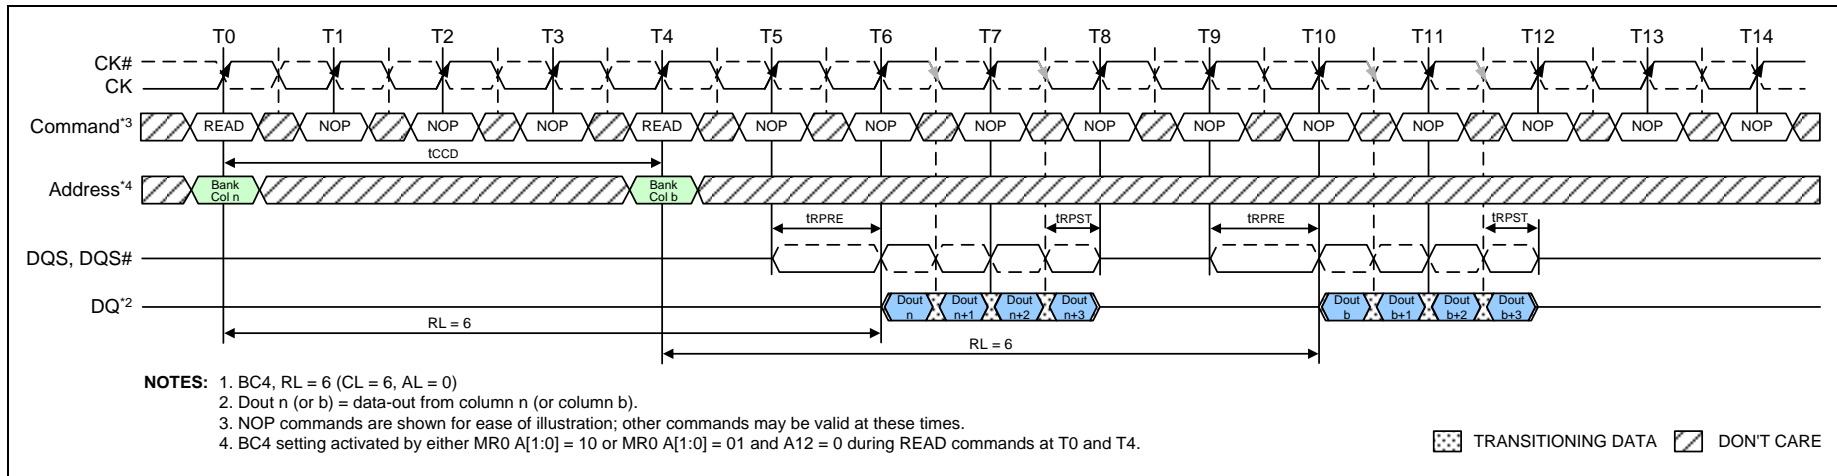 T0 T1 T2 T3 T4 T5 T6 T7 T8 T9 T10 T11 T12 T13 T14
CK#
CK
Command*3 READ NOP NOP NOP READ NOP NOP NOP NOP NOP NOP NOP NOP NOP NOP
tCCD
Address*4 Bank Col n Bank Col b
tRPRE tRPST tRPRE tRPST
DQS, DQS#
DQ*2 Dout n Dout n+1 Dout n+2 Dout n+3 Dout b Dout b+1 Dout b+2 Dout b+3
RL = 6
RL = 6
NOTES: 1. BC4, RL = 6 (CL = 6, AL = 0)
2. Dout n (or b) = data-out from column n (or column b).
3. NOP commands are shown for ease of illustration; other commands may be valid at these times.
4. BC4 setting activated by either MR0 A[1:0] = 10 or MR0 A[1:0] = 01 and A12 = 0 during READ commands at T0 and T4.
TRANSITIONING DATA DON'T CARE